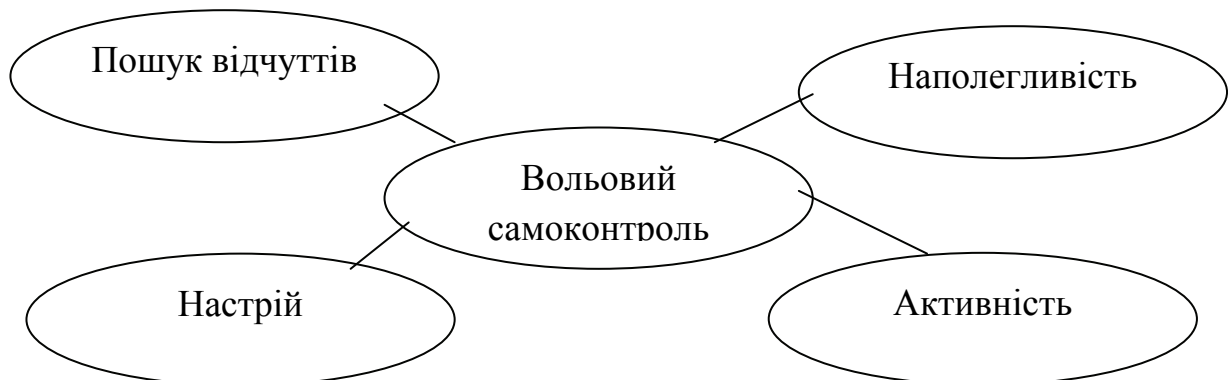 Пошук відчуттів
Наполегливість
Вольовий
самоконтроль
Настрій
Активність